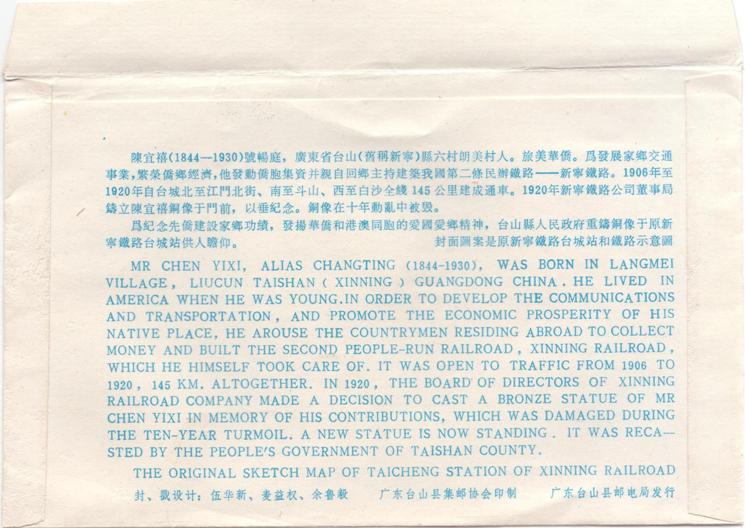 陳宜禧(1844—1930)號暢庭，廣東省台山(舊稱新寧)縣六村朗美村人。旅美華僑。爲發展家鄉交通
事業，繁榮僑鄉經濟，他發動僑胞集資并親自回鄉主持建築我國第二條民辦鐵路——新寧鐵路。1906年至
1920年自台城北至江門北街、南至斗山、西至白沙全綫145公里建成通車。1920年新寧鐵路公司董事局
鑄立陳宜禧銅像于門前，以垂紀念。銅像在十年動亂中被毁。
爲紀念先僑建設家鄉功績，發揚華僑和港澳同胞的愛國愛鄉精神，台山縣人民政府重鑄銅像于原新
寧鐵路台城站供人瞻仰。 封面圖案是原新寧鐵路台城站和鐵路示意圖
MR CHEN YIXI, ALIAS CHANGTING (1844-1930), WAS BORN IN LANGMEI
VILLAGE, LIUCUN TAISHAN (XINNING) GUANGDONG CHINA. HE LIVED IN
AMERICA WHEN HE WAS YOUNG.IN ORDER TO DEVELOP THE COMMUNICATIONS
AND TRANSPORTATION, AND PROMOTE THE ECONOMIC PROSPERITY OF HIS
NATIVE PLACE, HE AROUSE THE COUNTRYMEN RESIDING ABROAD TO COLLECT
MONEY AND BUILT THE SECOND PEOPLE-RUN RAILROAD, XINNING RAILROAD,
WHICH HE HIMSELF TOOK CARE OF. IT WAS OPEN TO TRAFFIC FROM 1906 TO
1920, 145 KM. ALTOGETHER. IN 1920, THE BOARD OF DIRECTORS OF XINNING
RAILROAD COMPANY MADE A DECISION TO CAST A BRONZE STATUE OF MR
CHEN YIXI IN MEMORY OF HIS CONTRIBUTIONS, WHICH WAS DAMAGED DURING
THE TEN-YEAR TURMOIL. A NEW STATUE IS NOW STANDING. IT WAS RECA—
STED BY THE PEOPLE'S GOVERNMENT OF TAISHAN COUNTY.
THE ORIGINAL SKETCH MAP OF TAICHENG STATION OF XINNING RAILROAD
封、戳设计：伍华新、麦益权、余鲁毅 广东台山县集邮协会印制 广东台山县邮电局发行